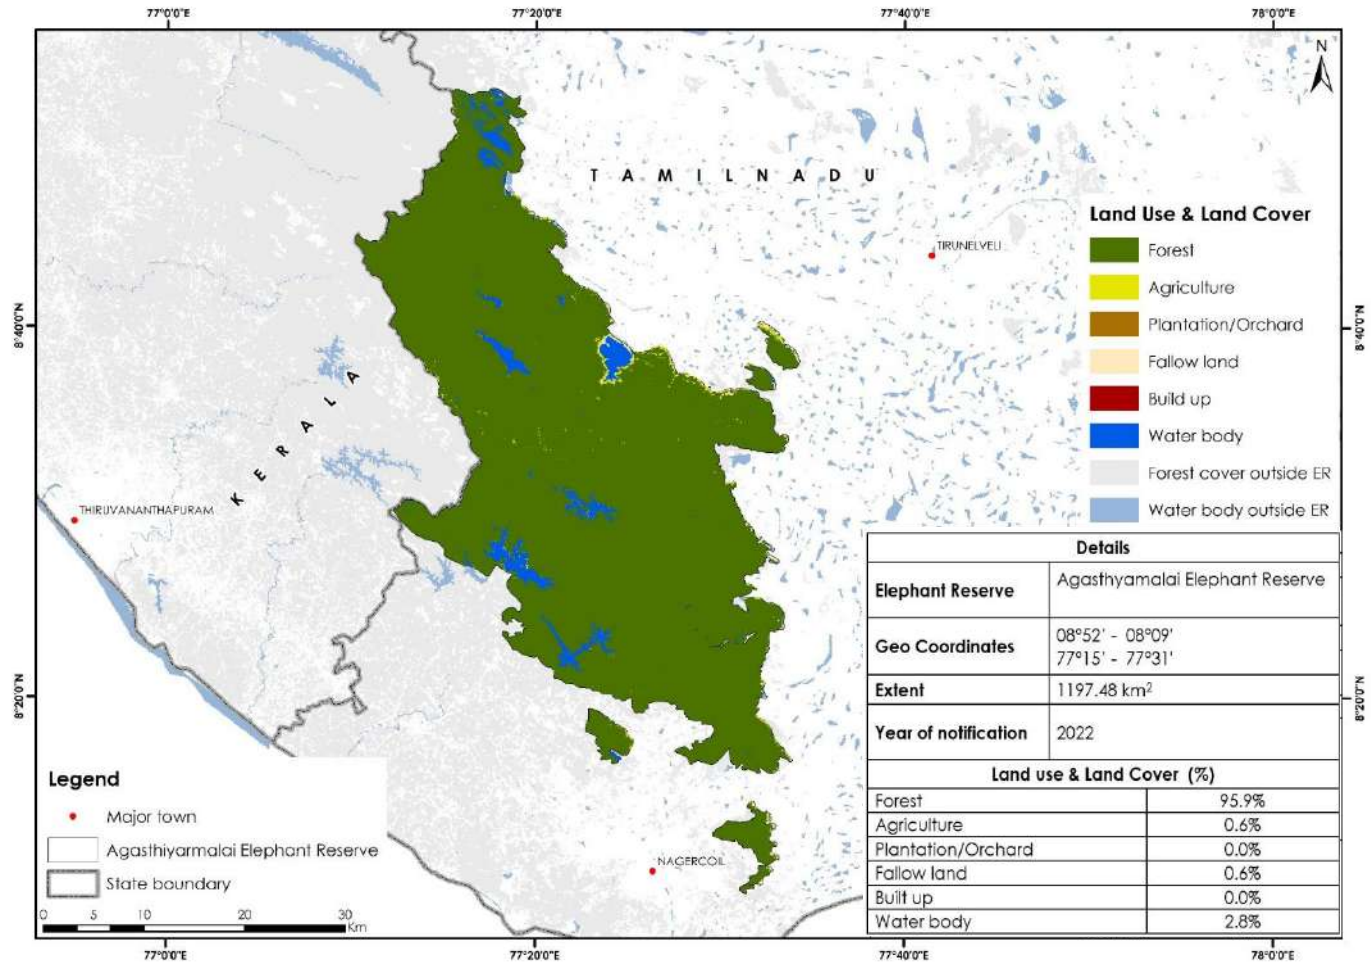 77°0'0"E 77°20'0"E 77°40'0"E 78°0'0"E
N
T A M I L N A D U
TIRUNELVELI
8°40'0"N
8°40'0"N
K E R A L A
THIRUVANANTHAPURAM
8°20'0"N
8°20'0"N
NAGERCOIL
Land Use & Land Cover
Forest
Agriculture
Plantation/Orchard
Fallow land
Build up
Water body
Forest cover outside ER
Water body outside ER
Details
Elephant Reserve Agasthyamalai Elephant Reserve
Geo Coordinates 08°52' - 08°09'
77°15' - 77°31'
Extent 1197.48 km²
Year of notification 2022
Land use & Land Cover (%)
Forest 95.9%
Agriculture 0.6%
Plantation/Orchard 0.0%
Fallow land 0.6%
Built up 0.0%
Water body 2.8%
Legend
Major town
Agasthiyarmalai Elephant Reserve
State boundary
0 5 10 20 30
Km
77°0'0"E 77°20'0"E 77°40'0"E 78°0'0"E